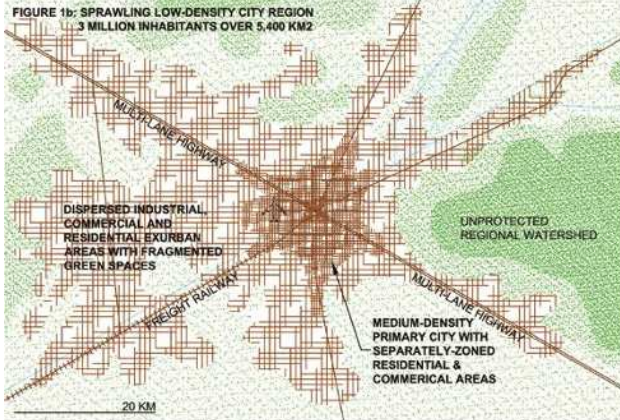 FIGURE 1b: SPRAWLING LOW-DENSITY CITY REGION
3 MILLION INHABITANTS OVER 5,400 KM2
MULTI-LANE HIGHWAY
DISPERSED INDUSTRIAL,
COMMERCIAL AND
RESIDENTIAL EXURBAN
AREAS WITH FRAGMENTED
GREEN SPACES
UNPROTECTED
REGIONAL WATERSHED
FREIGHT RAILWAY
MULTI-LANE HIGHWAY
MEDIUM-DENSITY
PRIMARY CITY WITH
SEPARATELY-ZONED
RESIDENTIAL &
COMMERICAL AREAS
20 KM